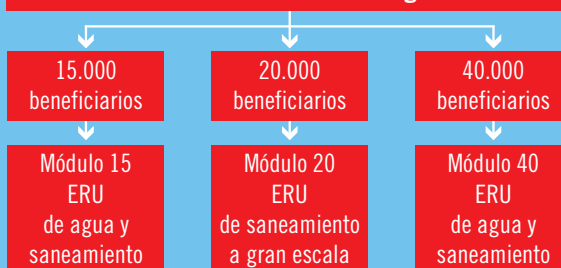 15.000
beneficiarios
20.000
beneficiarios
40.000
beneficiarios
Módulo 15
ERU
de agua y
saneamiento
Módulo 20
ERU
de saneamiento
a gran escala
Módulo 40
ERU
de agua y
saneamiento